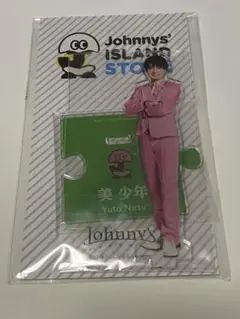 Johnnys'
ISLAND
STORE
美 少年
Yuto Nasu
Johnny's